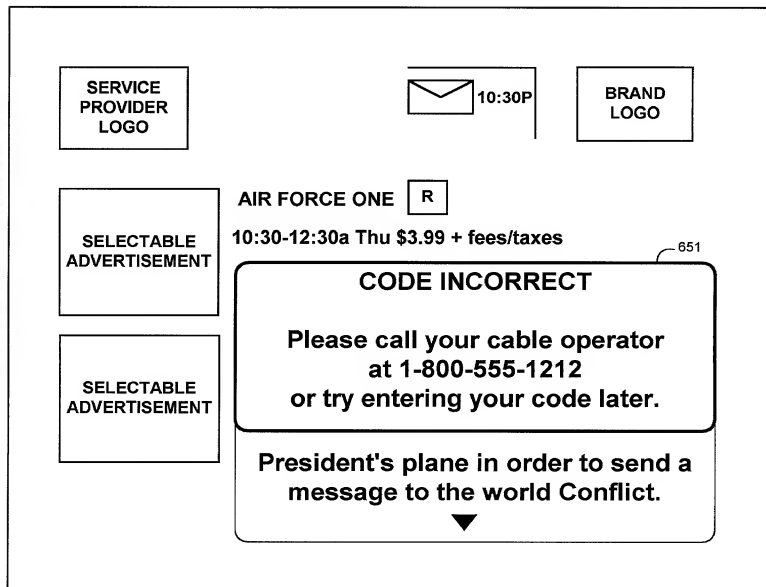 SERVICE
PROVIDER
LOGO
10:30P
BRAND
LOGO
AIR FORCE ONE R
10:30-12:30a Thu $3.99 + fees/taxes
SELECTABLE
ADVERTISEMENT
651
CODE INCORRECT
Please call your cable operator
at 1-800-555-1212
or try entering your code later.
SELECTABLE
ADVERTISEMENT
President's plane in order to send a
message to the world Conflict.